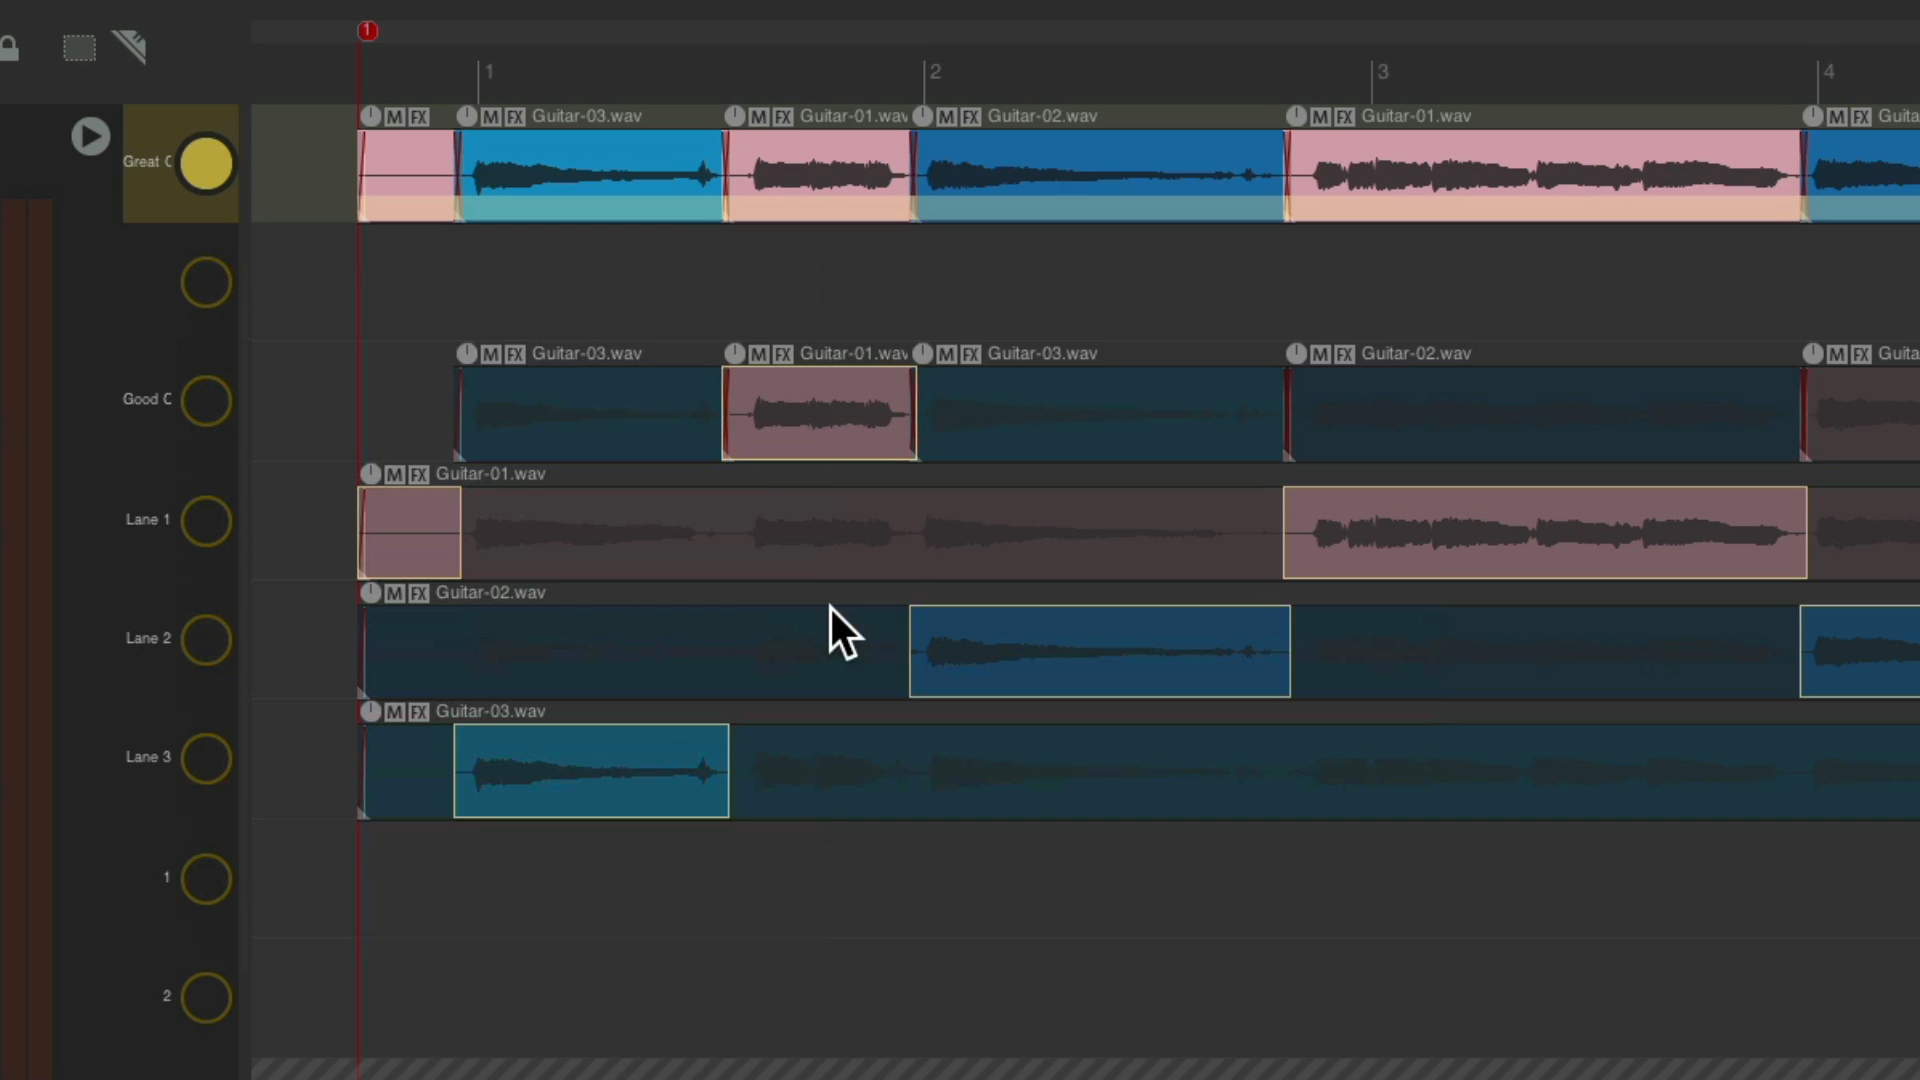 1
1 2 3 4
M FX M FX Guitar-03.wav M FX Guitar-01.wav M FX Guitar-02.wav M FX Guitar-01.wav M FX Guita
Great C
M FX Guitar-03.wav M FX Guitar-01.wav M FX Guitar-03.wav M FX Guitar-02.wav M FX Guita
Good C
M FX Guitar-01.wav
Lane 1
M FX Guitar-02.wav
Lane 2
M FX Guitar-03.wav
Lane 3
1
2